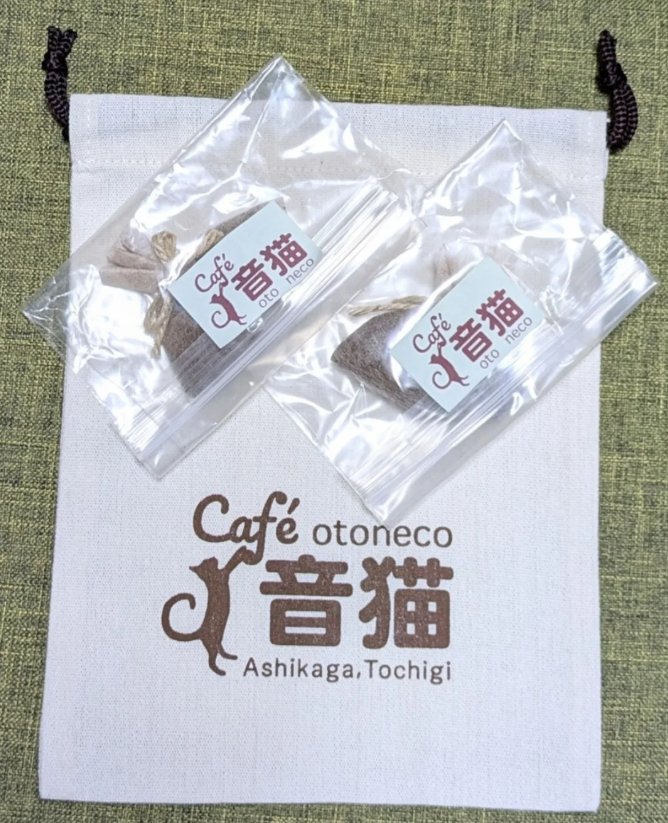 Café
音猫
oto neco
Café
音猫
oto neco
Café otoneco
音猫
Ashikaga,Tochigi